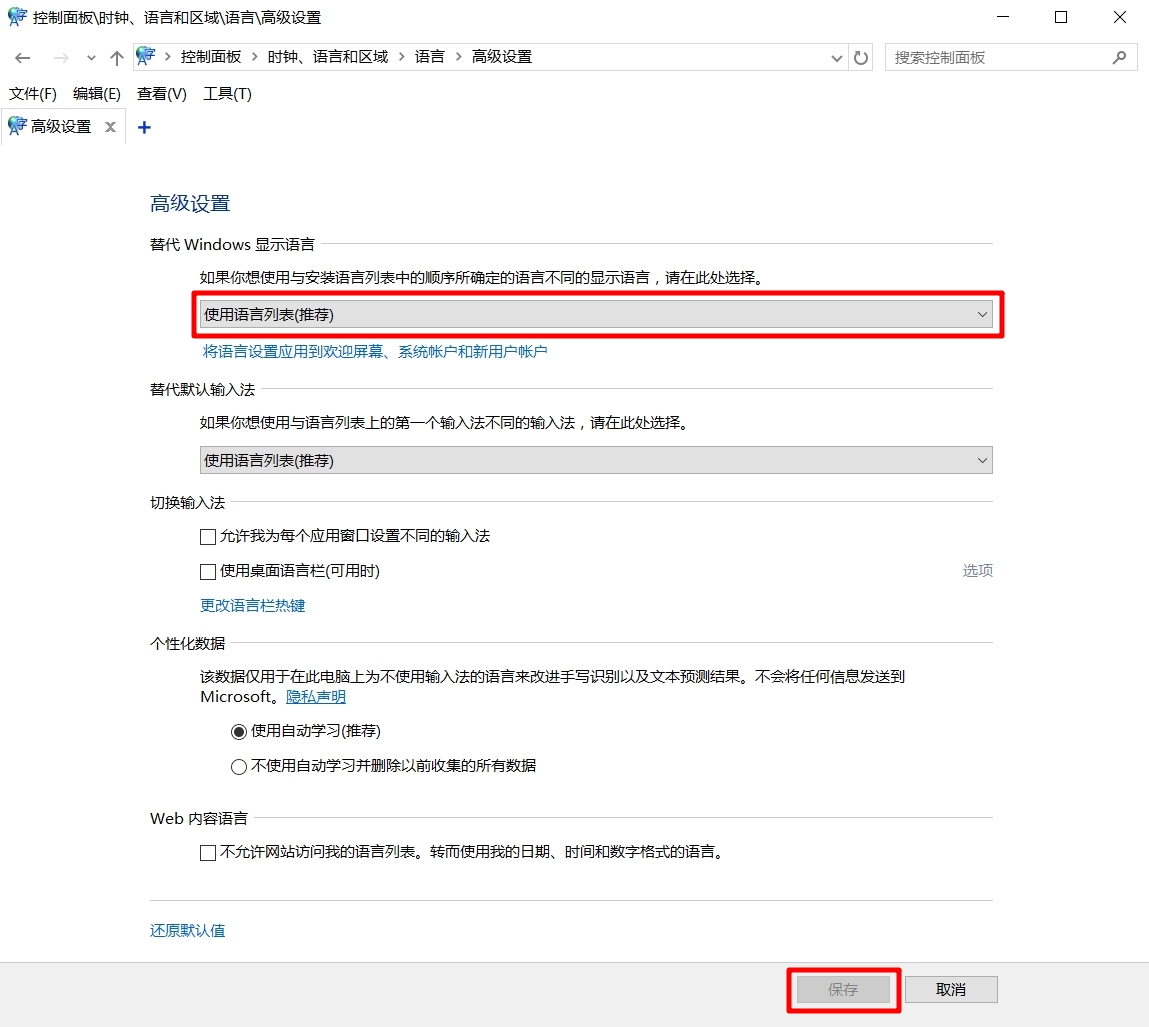 控制面板\时钟、语言和区域\语言\高级设置
控制面板 › 时钟、语言和区域 › 语言 › 高级设置
搜索控制面板
文件(F) 编辑(E) 查看(V) 工具(T)
高级设置
高级设置
替代 Windows 显示语言
如果你想使用与安装语言列表中的顺序所确定的语言不同的显示语言，请在此处选择。
使用语言列表(推荐)
将语言设置应用到欢迎屏幕、系统帐户和新用户帐户
替代默认输入法
如果你想使用与语言列表上的第一个输入法不同的输入法，请在此处选择。
使用语言列表(推荐)
切换输入法
允许我为每个应用窗口设置不同的输入法
使用桌面语言栏(可用时) 选项
更改语言栏热键
个性化数据
该数据仅用于在此电脑上为不使用输入法的语言来改进手写识别以及文本预测结果。不会将任何信息发送到
Microsoft。隐私声明
使用自动学习(推荐)
不使用自动学习并删除以前收集的所有数据
Web 内容语言
不允许网站访问我的语言列表。转而使用我的日期、时间和数字格式的语言。
还原默认值
保存 取消